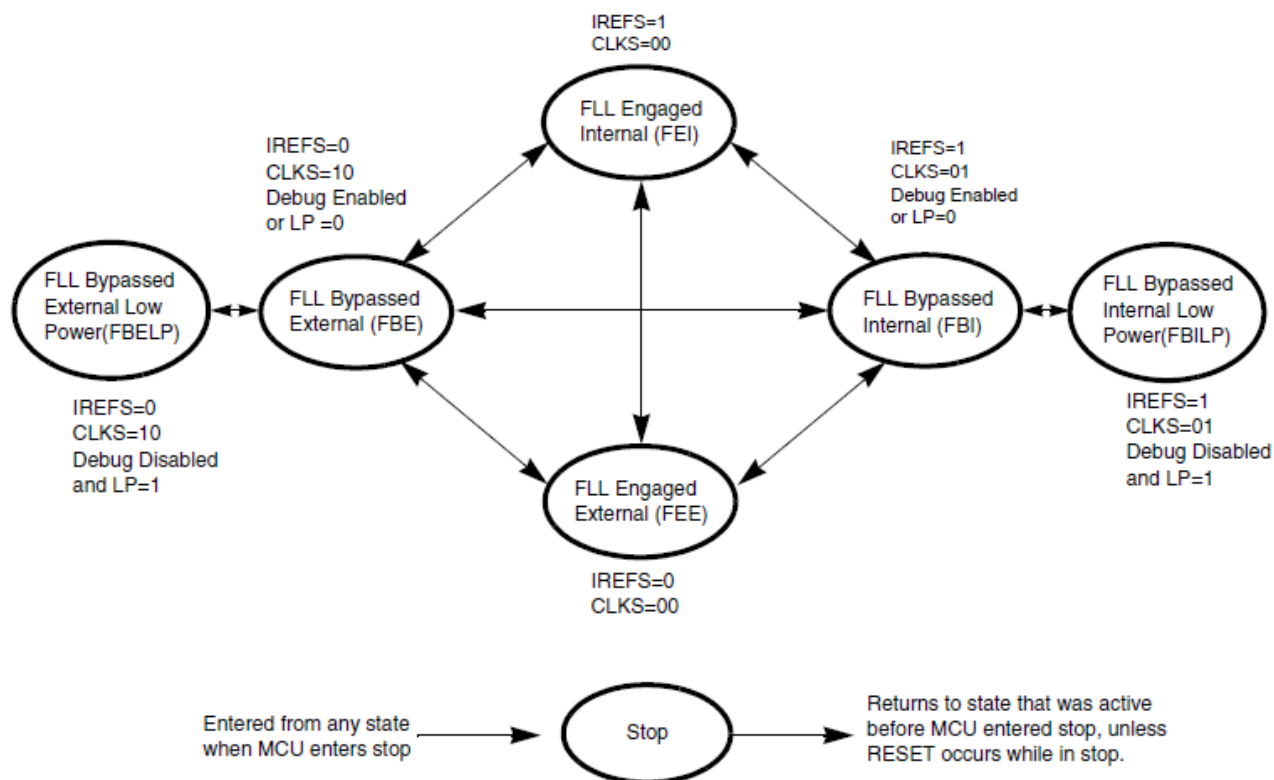 IREFS=1
CLKS=00
FLL Engaged
Internal (FEI)
IREFS=0
CLKS=10
Debug Enabled
or LP =0
IREFS=1
CLKS=01
Debug Enabled
or LP=0
FLL Bypassed
External Low
Power(FBELP)
FLL Bypassed
External (FBE)
FLL Bypassed
Internal (FBI)
FLL Bypassed
Internal Low
Power(FBILP)
IREFS=0
CLKS=10
Debug Disabled
and LP=1
IREFS=1
CLKS=01
Debug Disabled
and LP=1
FLL Engaged
External (FEE)
IREFS=0
CLKS=00
Entered from any state
when MCU enters stop
Stop
Returns to state that was active
before MCU entered stop, unless
RESET occurs while in stop.